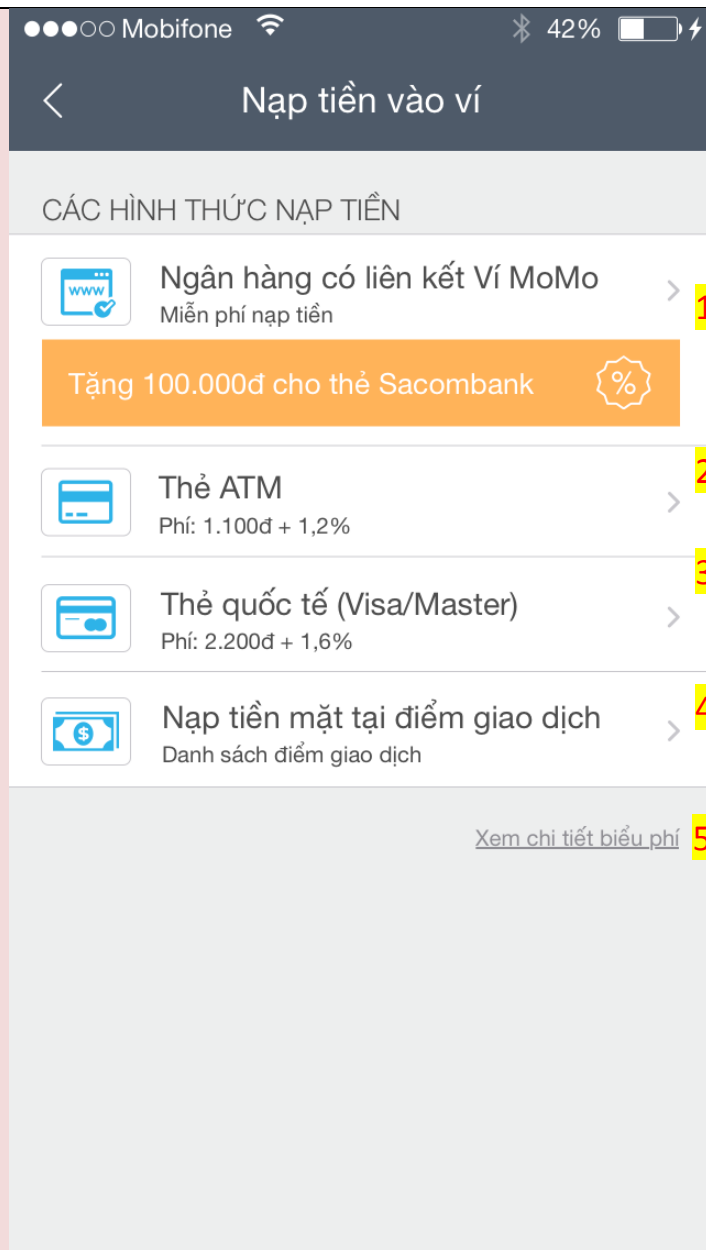 Mobifone 42%
Nạp tiền vào ví
CÁC HÌNH THỨC NẠP TIỀN
www
Ngân hàng có liên kết Ví MoMo
Miễn phí nạp tiền
1
Tặng 100.000đ cho thẻ Sacombank %
2
Thẻ ATM
Phí: 1.100đ + 1,2%
3
Thẻ quốc tế (Visa/Master)
Phí: 2.200đ + 1,6%
4
$
Nạp tiền mặt tại điểm giao dịch
Danh sách điểm giao dịch
Xem chi tiết biểu phí 5